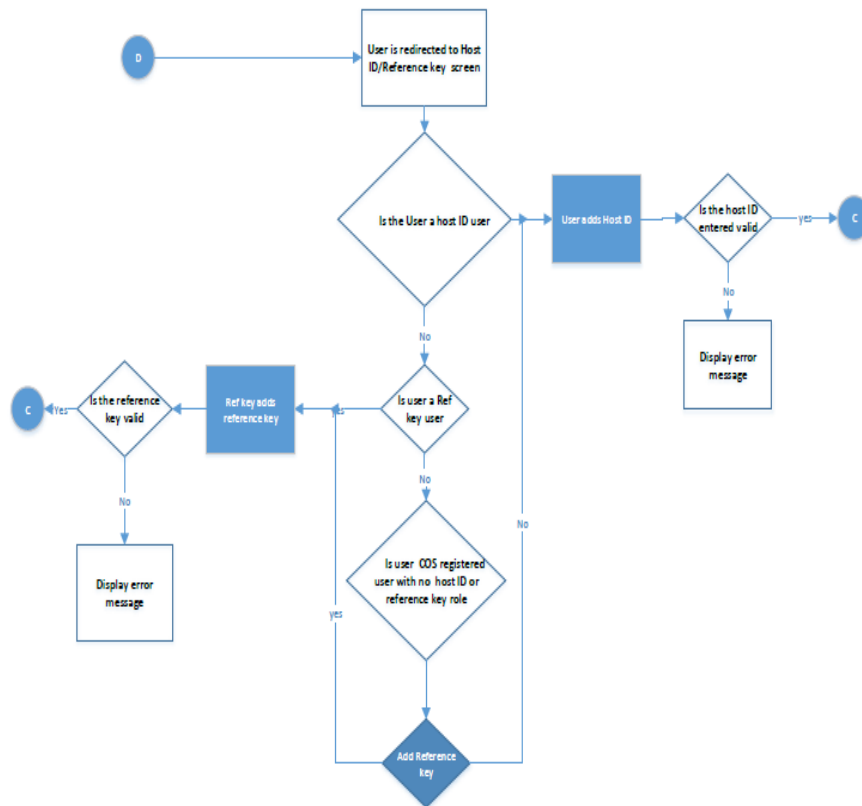 D
User is redirected to Host
ID/Reference key screen
Is the User a host ID user
User adds Host ID
Is the host ID
entered valid
yes
C
No
Display error
message
No
Is user a Ref
key user
yes
Ref key adds
reference key
Is the reference
key valid
Yes
C
No
Display error
message
No
Is user COS registered
user with no host ID or
reference key role
yes
No
Add Reference
key